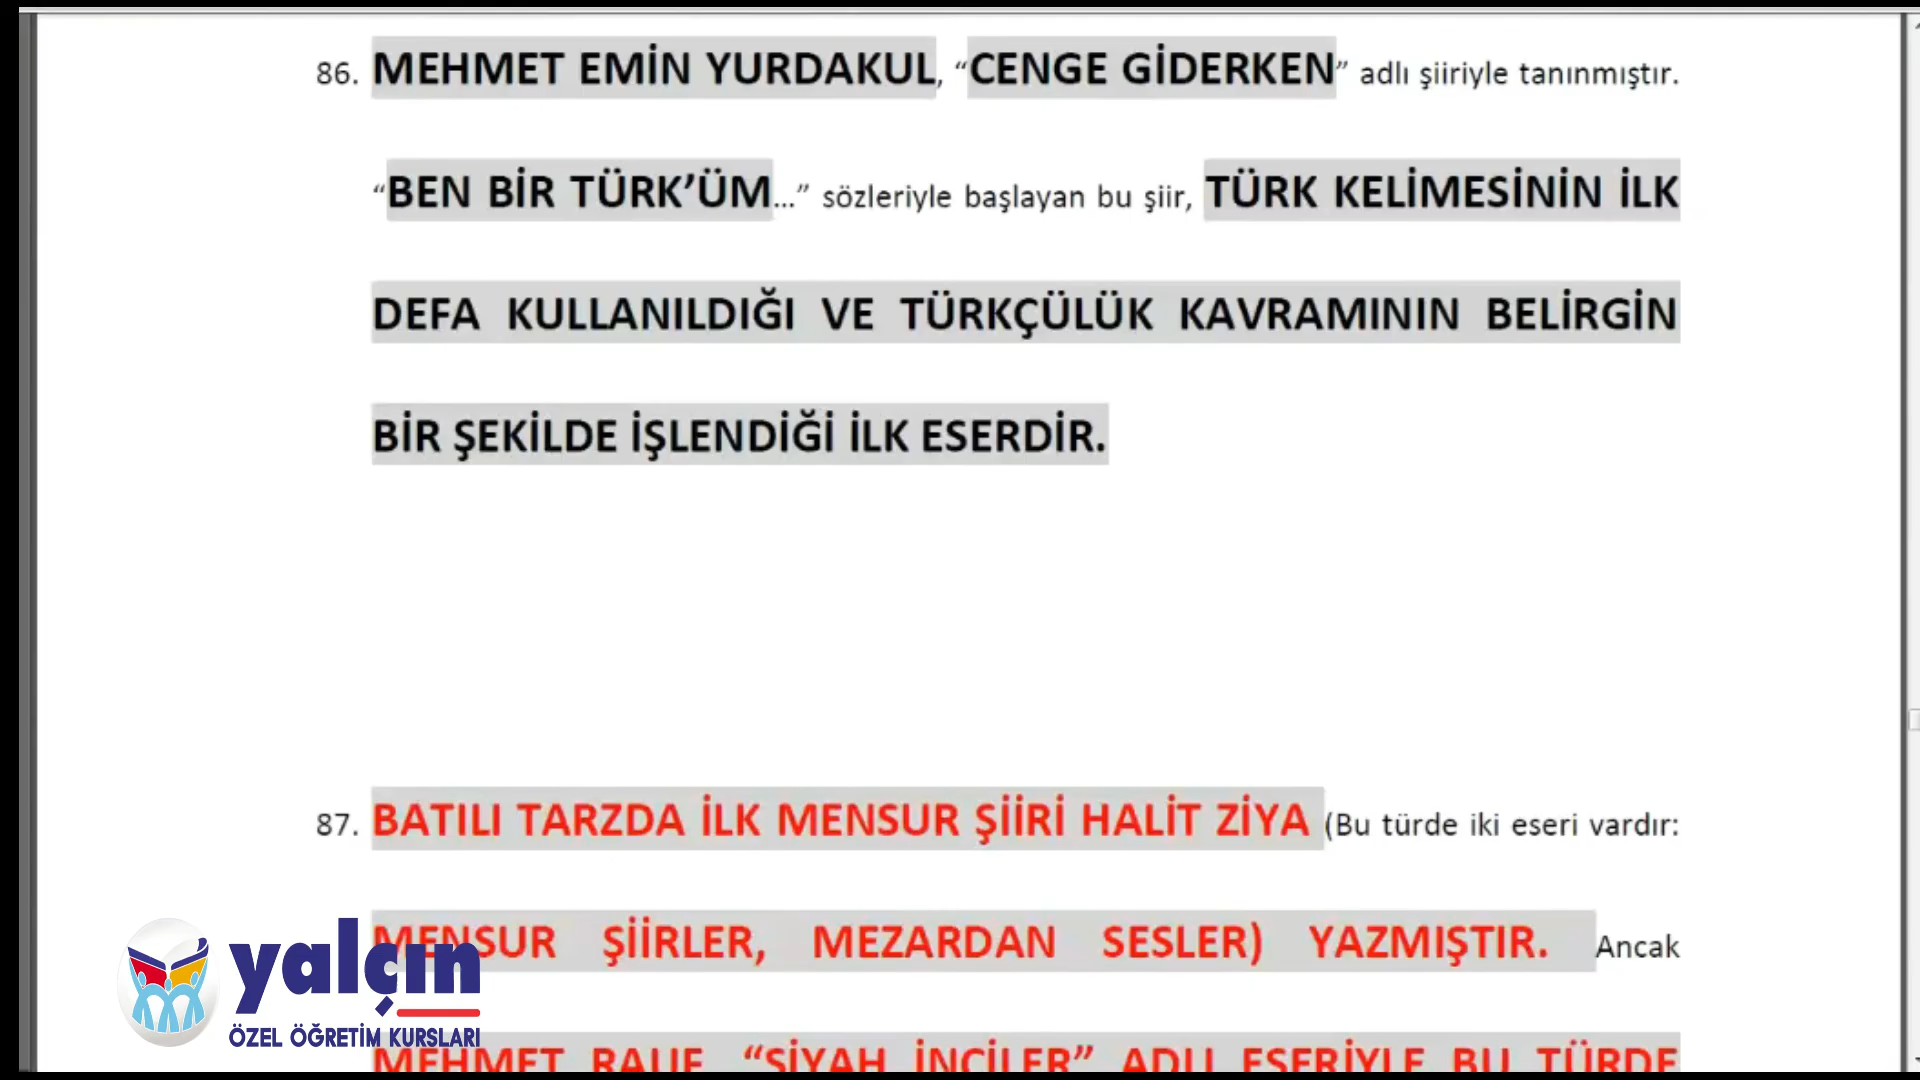 86. MEHMET EMİN YURDAKUL, “CENGE GİDERKEN” adlı şiiriyle tanınmıştır.
“BEN BİR TÜRK’ÜM...” sözleriyle başlayan bu şiir, TÜRK KELİMESİNİN İLK
DEFA KULLANILDIĞI VE TÜRKÇÜLÜK KAVRAMININ BELİRGİN
BİR ŞEKİLDE İŞLENDİĞİ İLK ESERDİR.
87. BATILI TARZDA İLK MENSUR ŞİİRİ HALİT ZİYA (Bu türde iki eseri vardır:
MENSUR ŞİİRLER, MEZARDAN SESLER) YAZMIŞTIR. Ancak
MEHMET RAUF, “SİYAH İNCİLER” ADLI ESERİYLE BU TÜRDE
yalçın
ÖZEL ÖĞRETİM KURSLARI